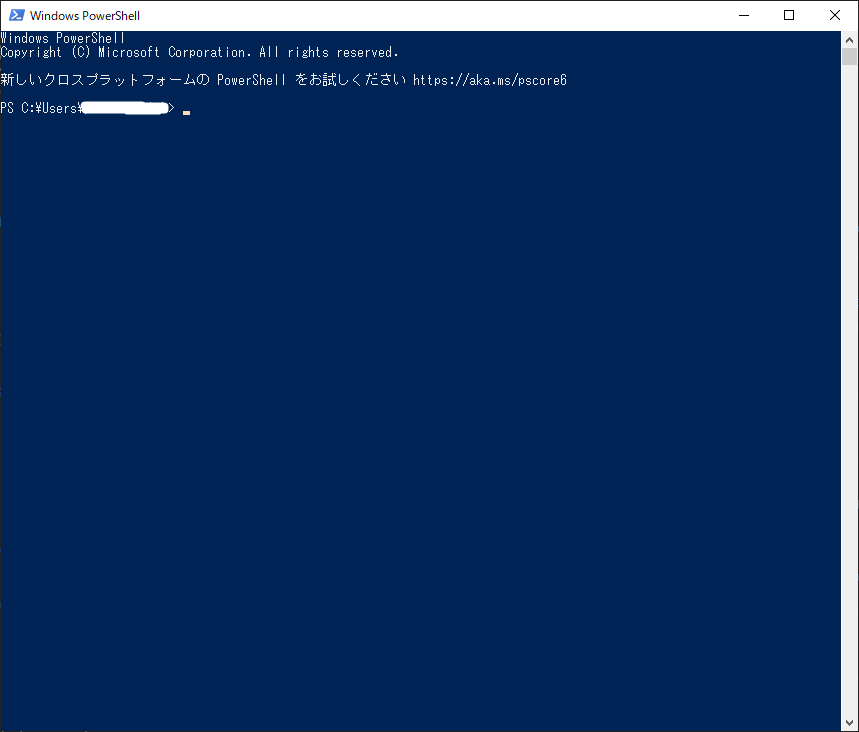 Windows PowerShell
Windows PowerShell
Copyright (C) Microsoft Corporation. All rights reserved.
新しいクロスプラットフォームの PowerShell をお試しください https://aka.ms/pscore6
PS C:¥Users¥>